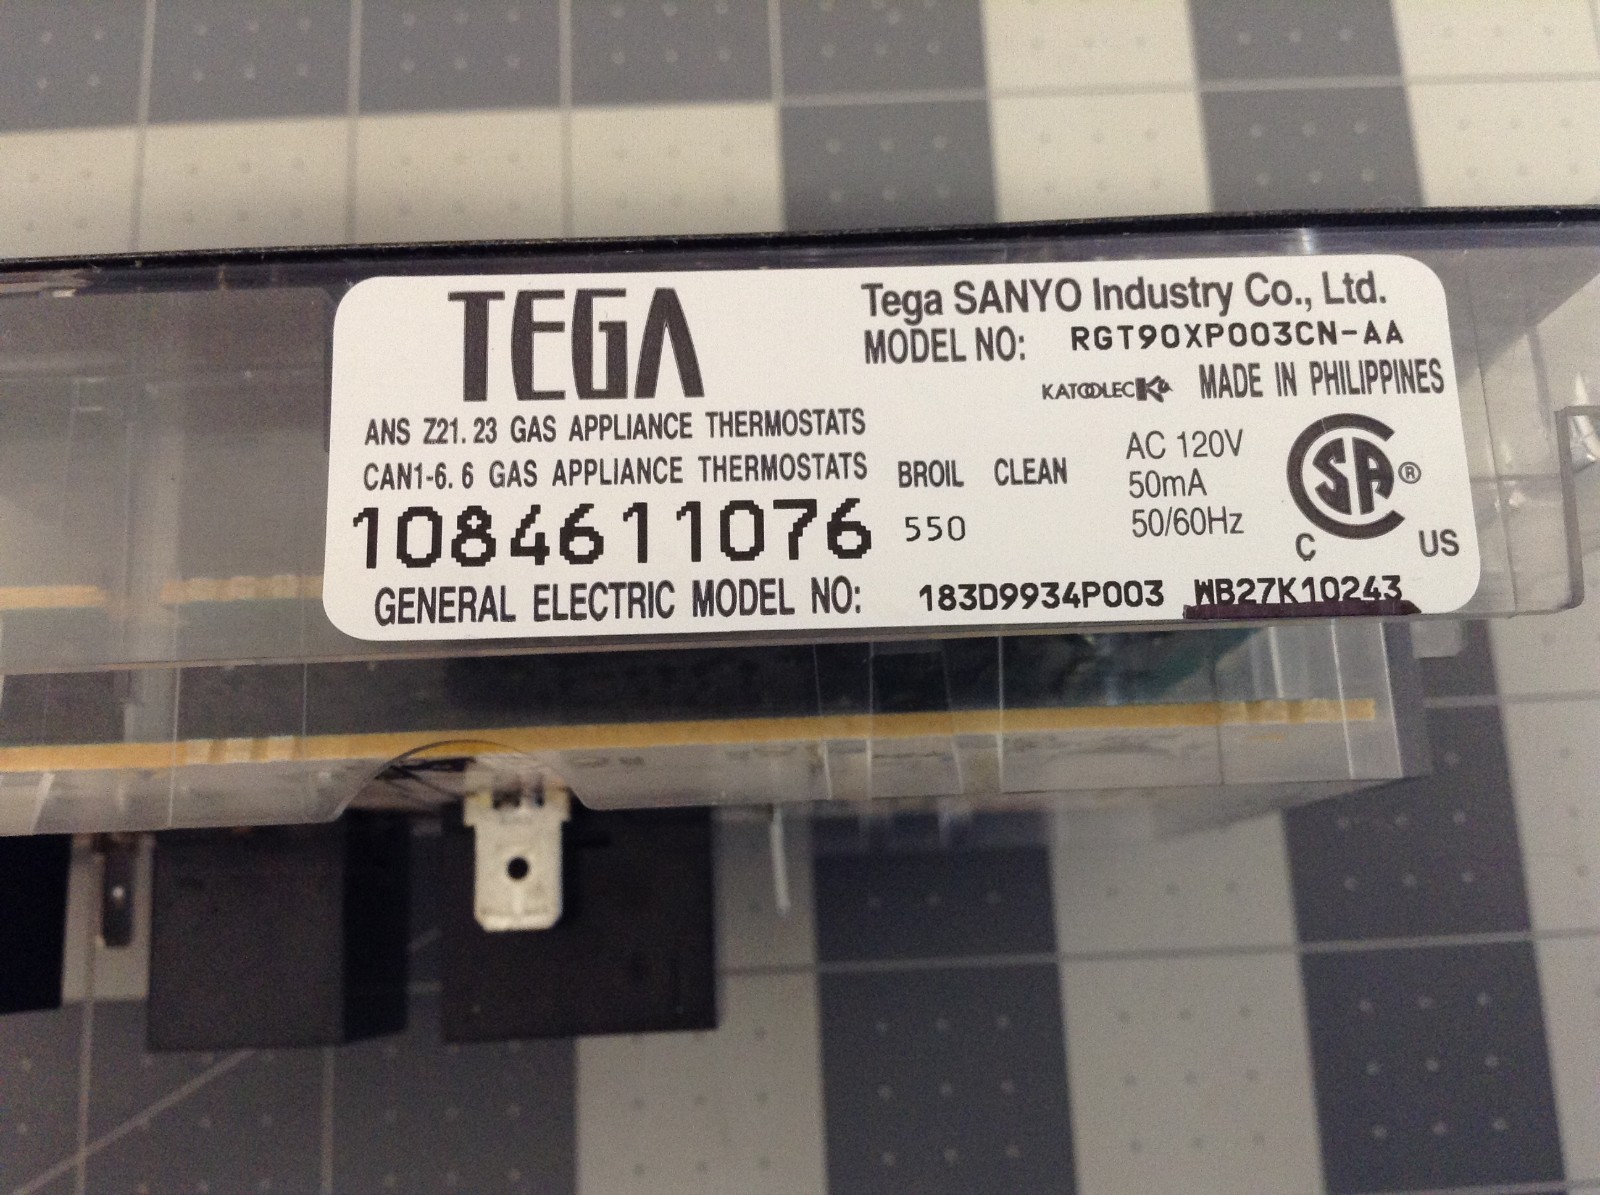 TEGA
Tega SANYO Industry Co., Ltd.
MODEL NO: RGT90XP003CN-AA
KATOOLEC Ka MADE IN PHILIPPINES
ANS Z21.23 GAS APPLIANCE THERMOSTATS
CAN1-6.6 GAS APPLIANCE THERMOSTATS
1084611076
BROIL CLEAN
550
AC 120V
50mA
50/60Hz
SA ®
C US
GENERAL ELECTRIC MODEL NO: 183D9934P003 WB27K10243